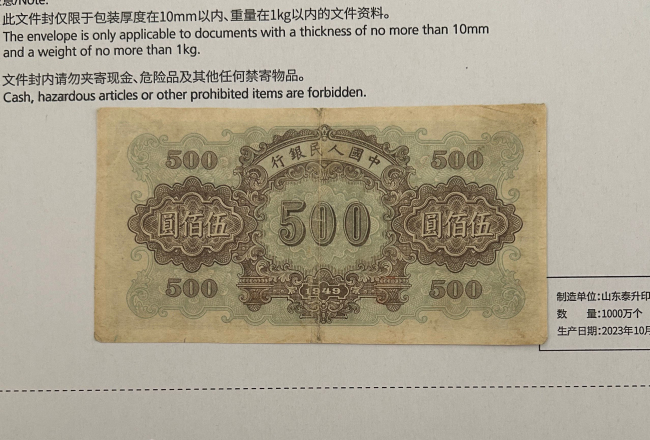 意/Note:
此文件封仅限于包装厚度在10mm以内、重量在1kg以内的文件资料。
The envelope is only applicable to documents with a thickness of no more than 10mm
and a weight of no more than 1kg.
文件封内请勿夹寄现金、危险品及其他任何禁寄物品。
Cash, hazardous articles or other prohibited items are forbidden.
行銀民人國中
500 500
圓佰伍 500 圓佰伍
500 1949 500
制造单位:山东泰升印
数 量:1000万个
生产日期:2023年10月